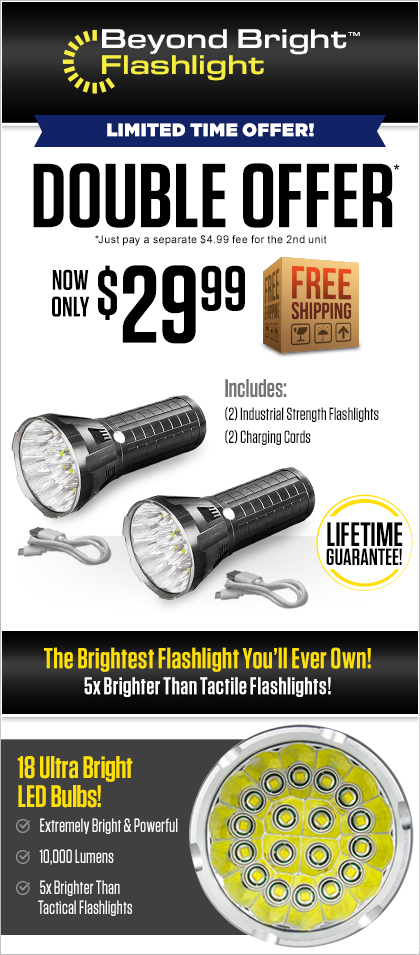 Beyond Bright™
Flashlight
LIMITED TIME OFFER!
DOUBLE OFFER*
*Just pay a separate $4.99 fee for the 2nd unit
NOW
ONLY $29.99
FREE
SHIPPING
FREE
SHIPPING
Includes:
(2) Industrial Strength Flashlights
(2) Charging Cords
LIFETIME
GUARANTEE!
The Brightest Flashlight You'll Ever Own!
5x Brighter Than Tactile Flashlights!
18 Ultra Bright
LED Bulbs!
Extremely Bright & Powerful
10,000 Lumens
5x Brighter Than
Tactical Flashlights